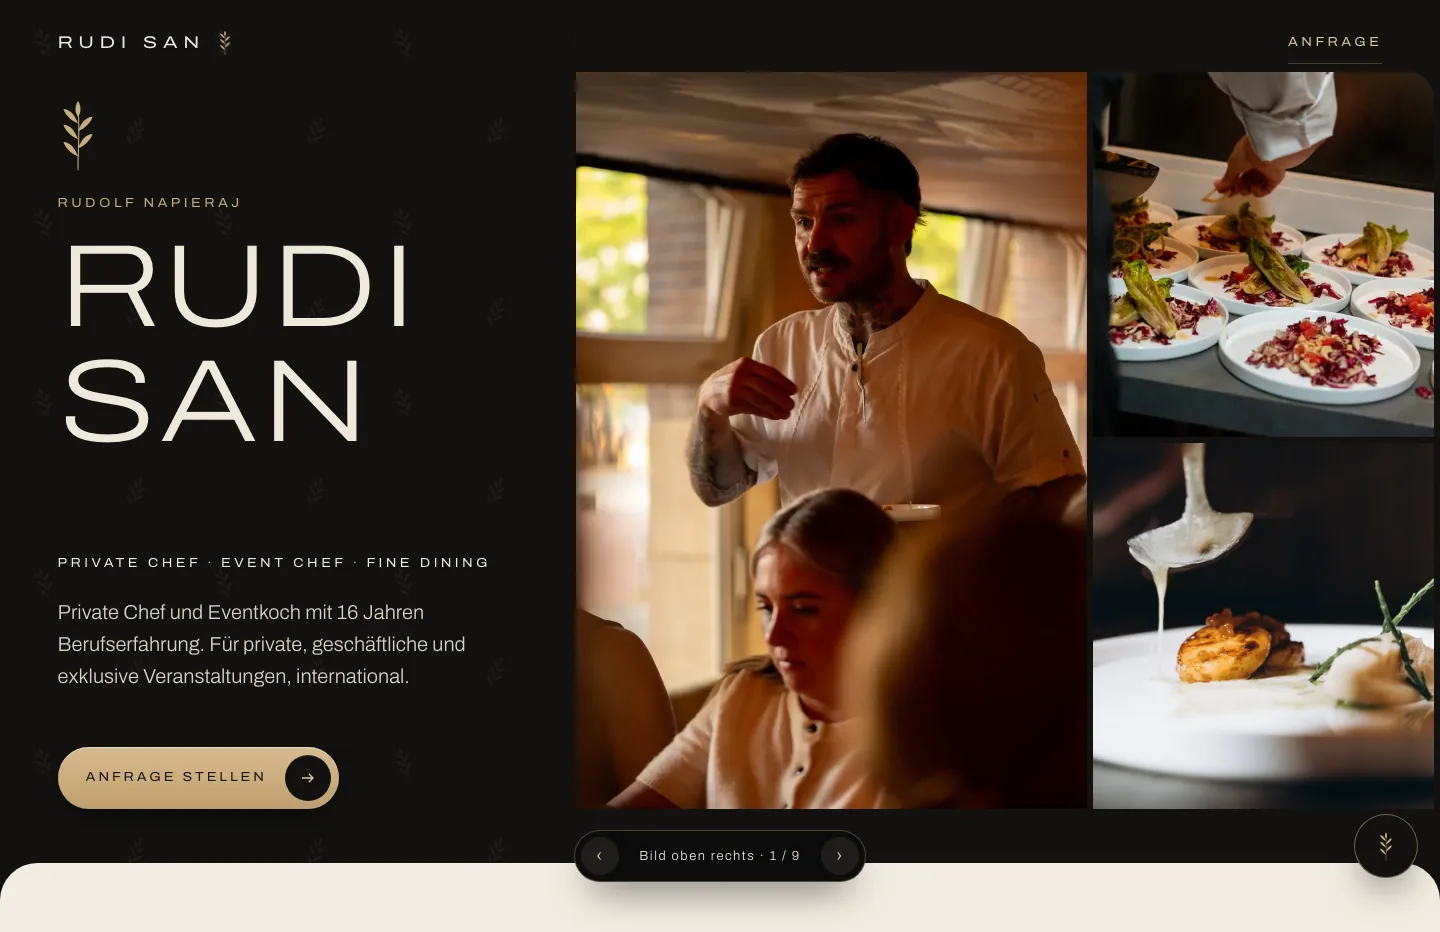 RUDI SAN
ANFRAGE
RUDOLF NAPIERAJ
RUDI
SAN
PRIVATE CHEF · EVENT CHEF · FINE DINING
Private Chef und Eventkoch mit 16 Jahren
Berufserfahrung. Für private, geschäftliche und
exklusive Veranstaltungen, international.
ANFRAGE STELLEN →
‹ Bild oben rechts · 1 / 9 ›